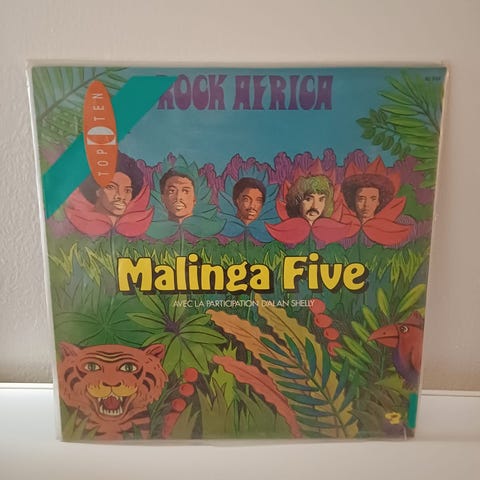 ROCK AFRICA
TOP TEN
Malinga Five
AVEC LA PARTICIPATION D'ALAN SHELLY